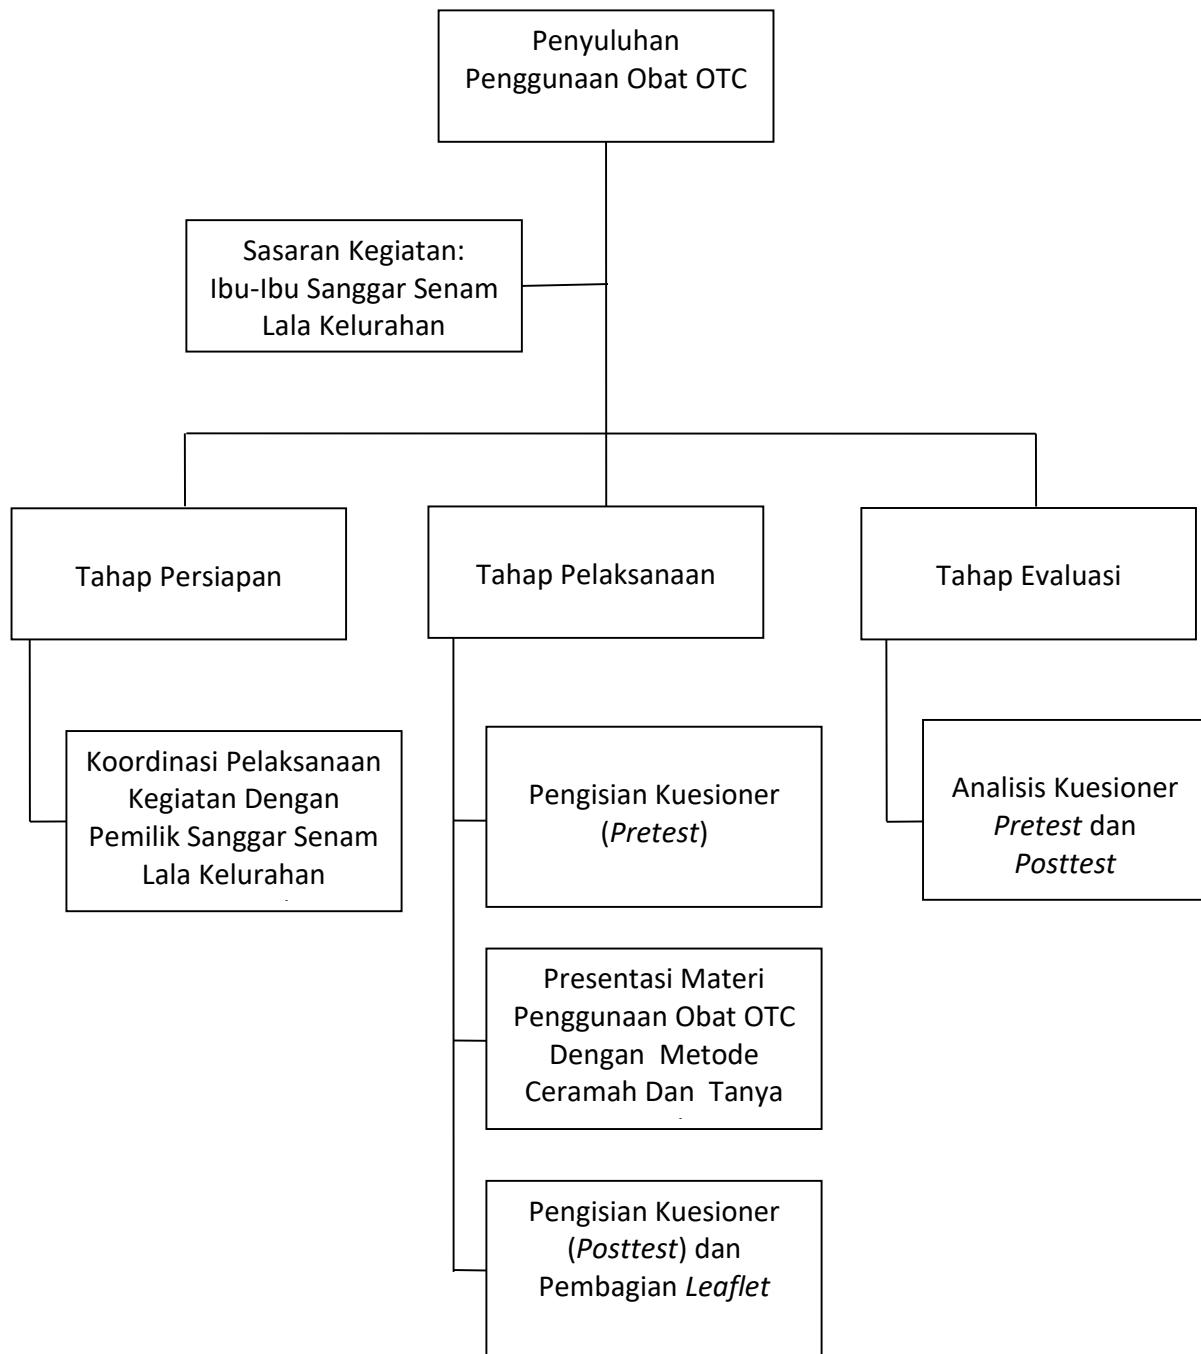 Penyuluhan
Penggunaan Obat OTC
Sasaran Kegiatan:
Ibu-Ibu Sanggar Senam
Lala Kelurahan
Tahap Persiapan
Tahap Pelaksanaan
Tahap Evaluasi
Koordinasi Pelaksanaan
Kegiatan Dengan
Pemilik Sanggar Senam
Lala Kelurahan
Pengisian Kuesioner
(Pretest)
Analisis Kuesioner
Pretest dan
Posttest
Presentasi Materi
Penggunaan Obat OTC
Dengan Metode
Ceramah Dan Tanya
Pengisian Kuesioner
(Posttest) dan
Pembagian Leaflet